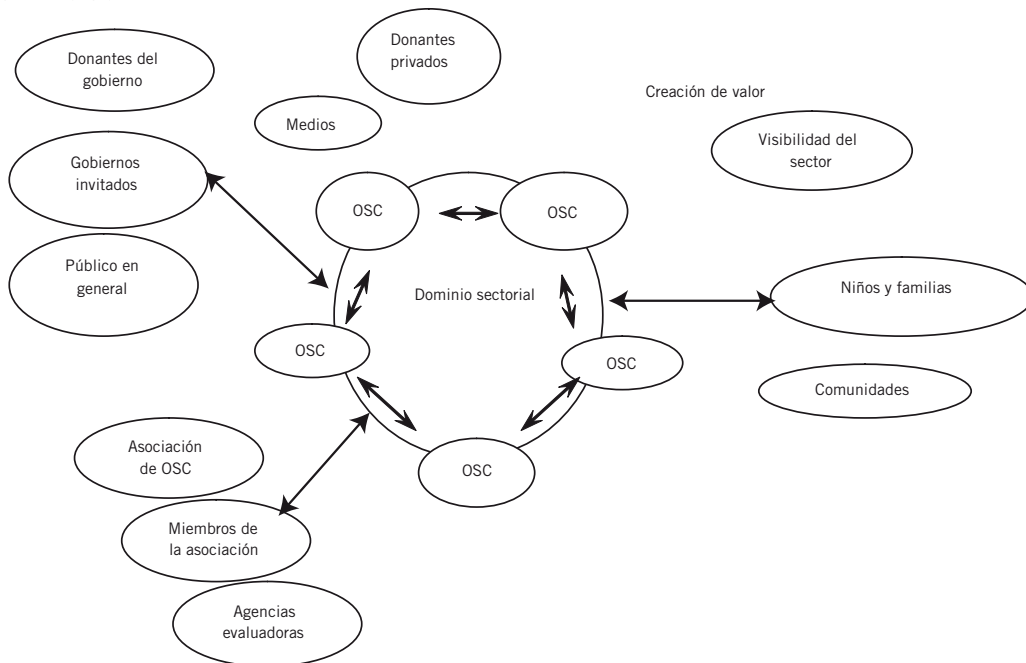 Donantes del
gobierno
Donantes
privados
Medios
Creación de valor
Visibilidad del
sector
Gobiernos
invitados
Público en
general
OSC
OSC
Dominio sectorial
Niños y familias
OSC
OSC
Comunidades
OSC
Asociación
de OSC
Miembros de
la asociación
Agencias
evaluadoras